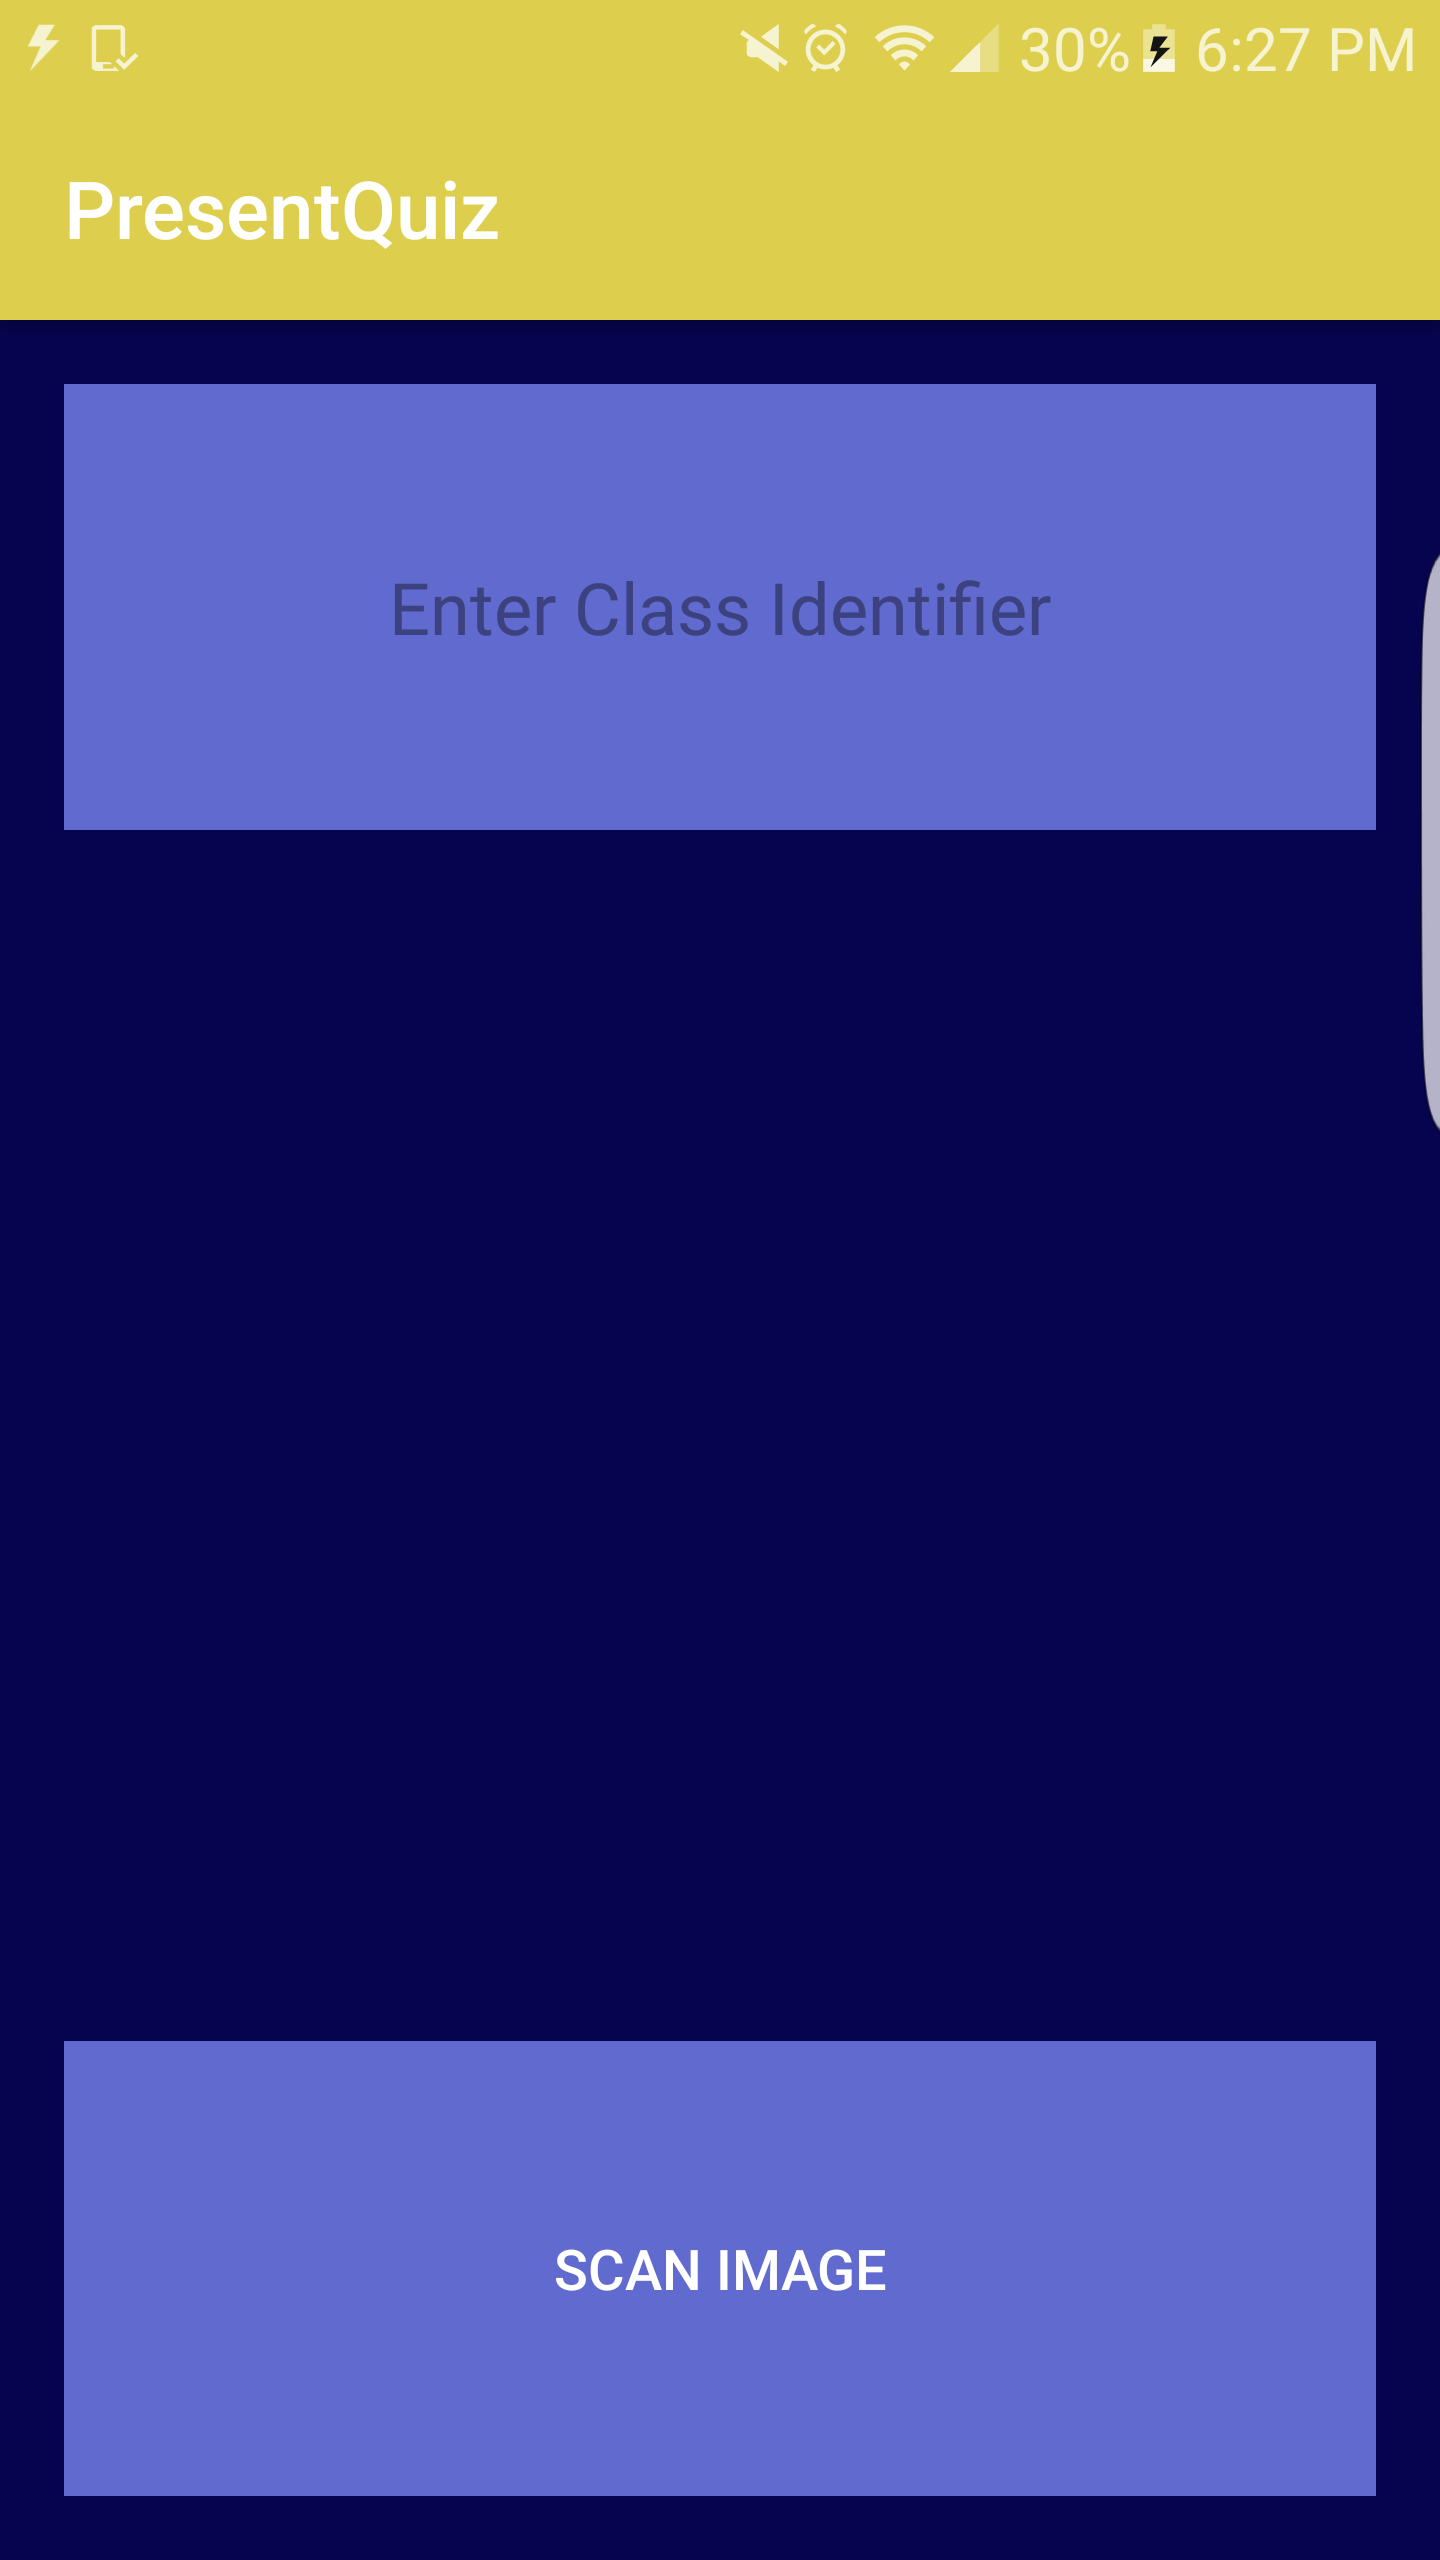 30% 6:27 PM
PresentQuiz
Enter Class Identifier
SCAN IMAGE